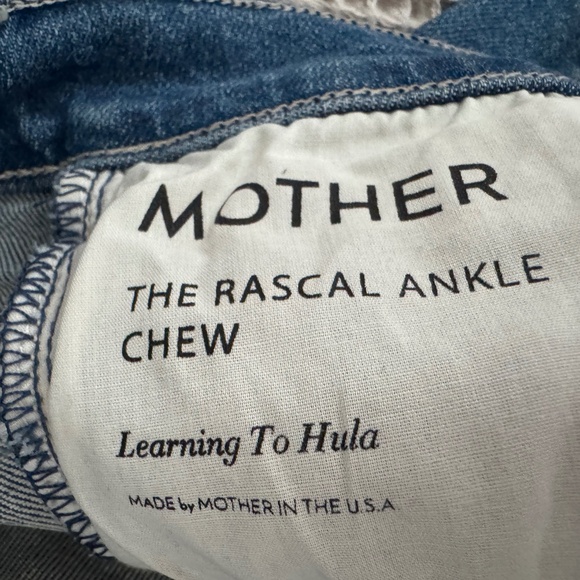 MOTHER
THE RASCAL ANKLE
CHEW
Learning To Hula
MADE by MOTHER IN THE U.S.A